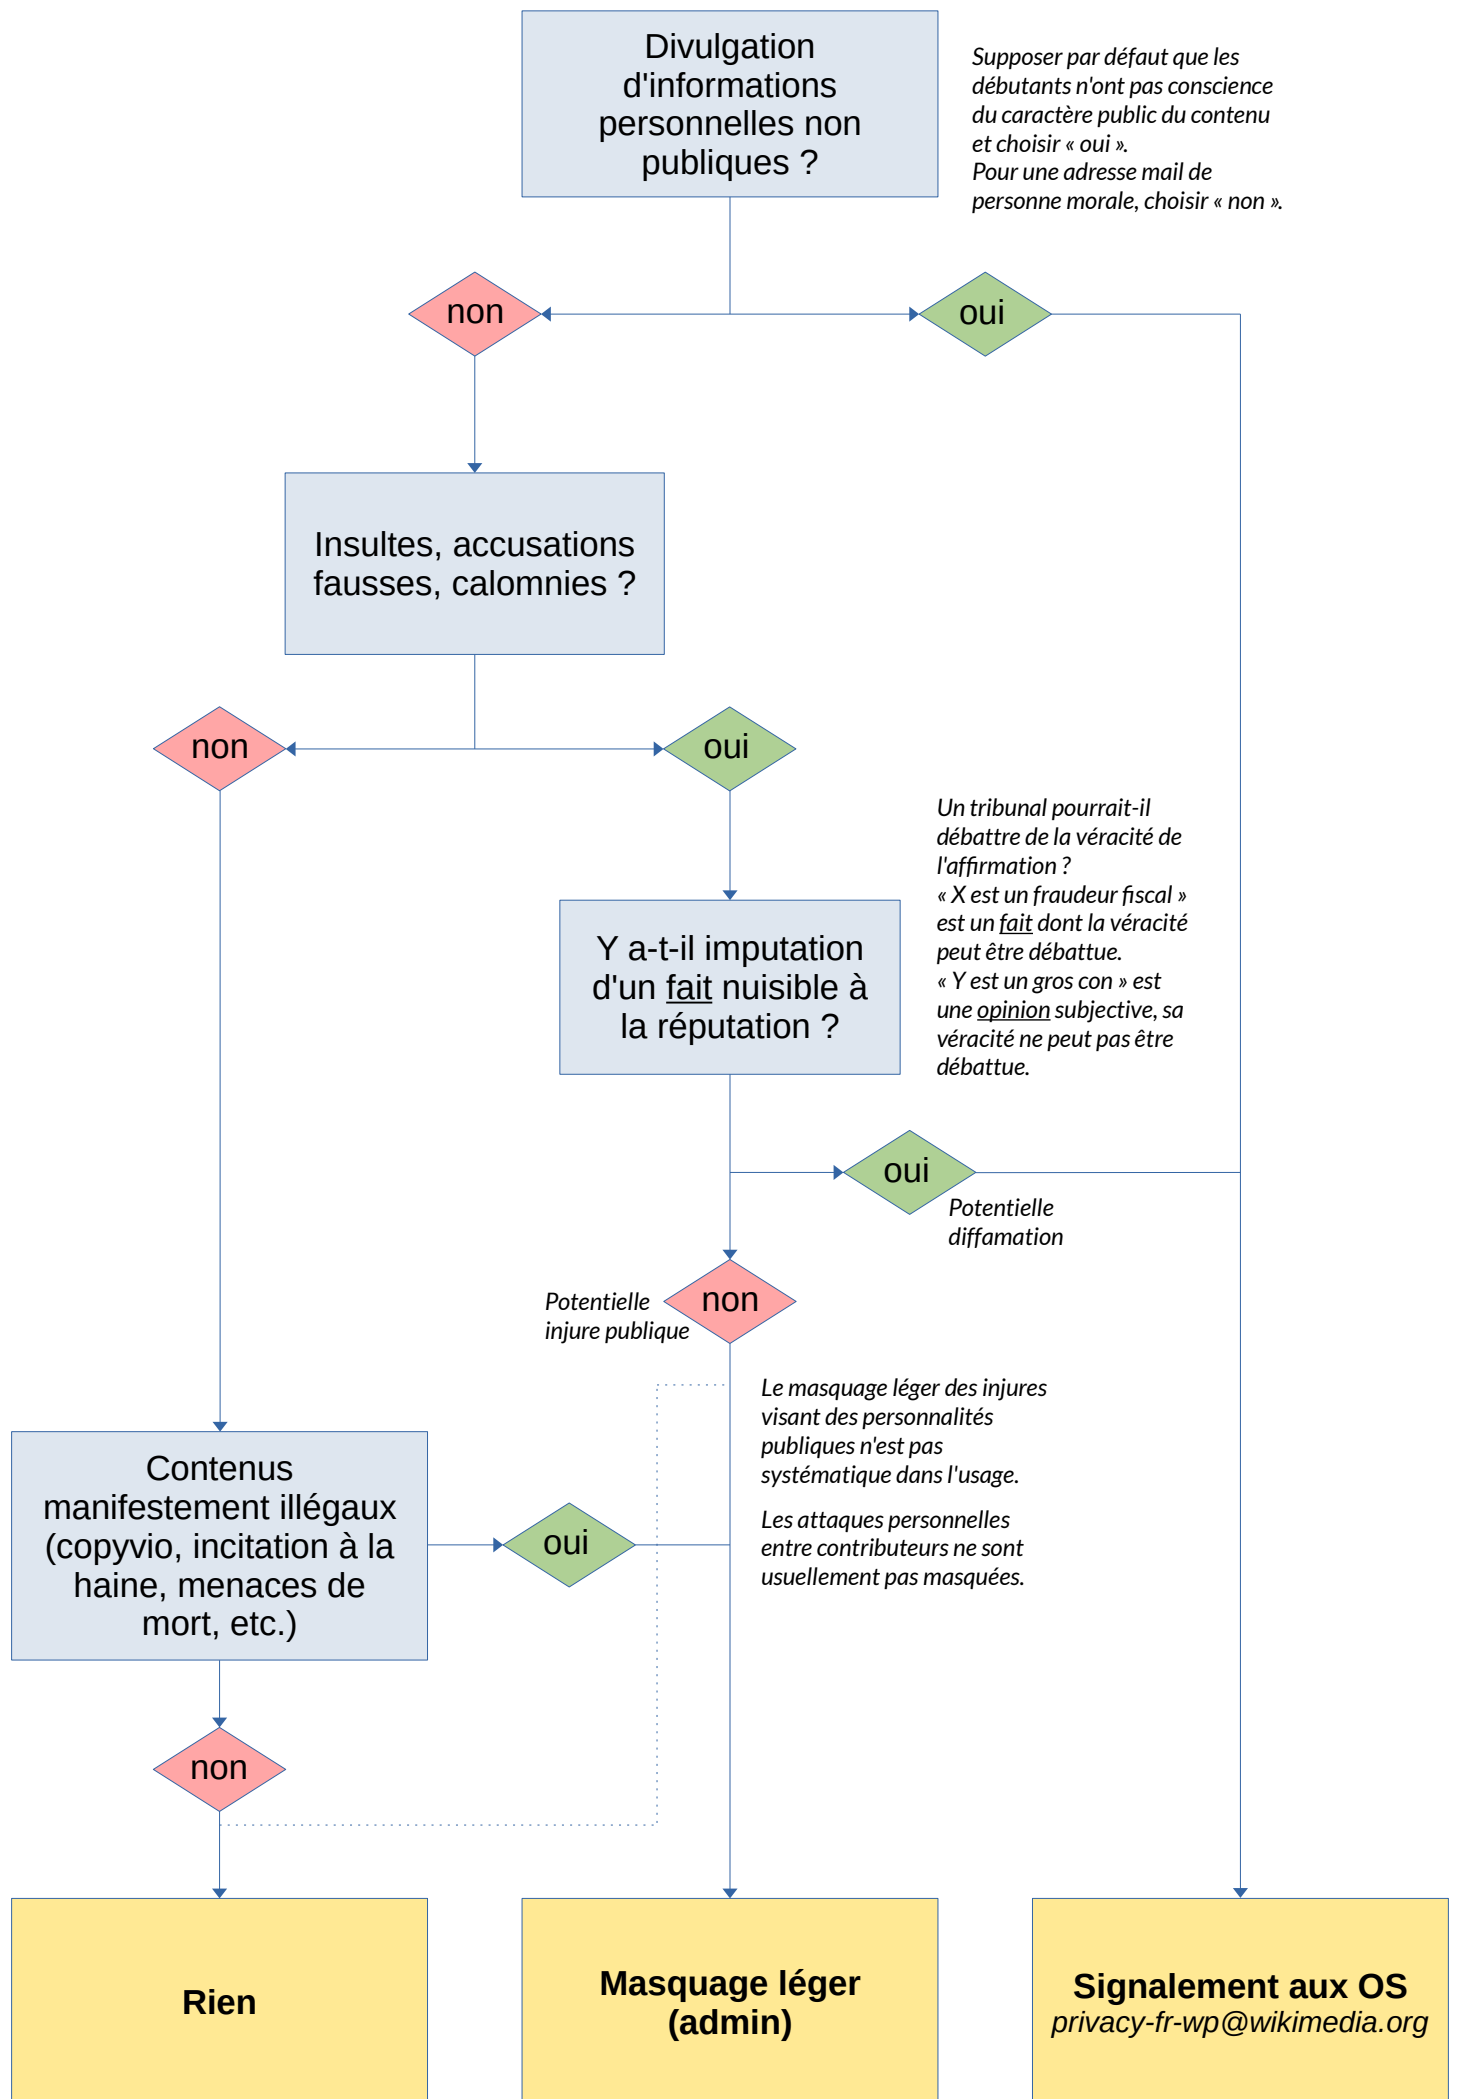 Divulgation
d'informations
personnelles non
publiques ?
Supposer par défaut que les
débutants n'ont pas conscience
du caractère public du contenu
et choisir « oui ».
Pour une adresse mail de
personne morale, choisir « non ».
non
oui
Insultes, accusations
fausses, calomnies ?
non
oui
Un tribunal pourrait-il
débattre de la véracité de
l'affirmation ?
« X est un fraudeur fiscal »
est un fait dont la véracité
peut être débattue.
« Y est un gros con » est
une opinion subjective, sa
véracité ne peut pas être
débattue.
Y a-t-il imputation
d'un fait nuisible à
la réputation ?
oui
Potentielle
diffamation
non
Potentielle
injure publique
Le masquage léger des injures
visant des personnalités
publiques n'est pas
systématique dans l'usage.
Les attaques personnelles
entre contributeurs ne sont
usuellement pas masquées.
Contenus
manifestement illégaux
(copyvio, incitation à la
haine, menaces de
mort, etc.)
oui
non
Rien
Masquage léger
(admin)
Signalement aux OS
privacy-fr-wp@wikimedia.org